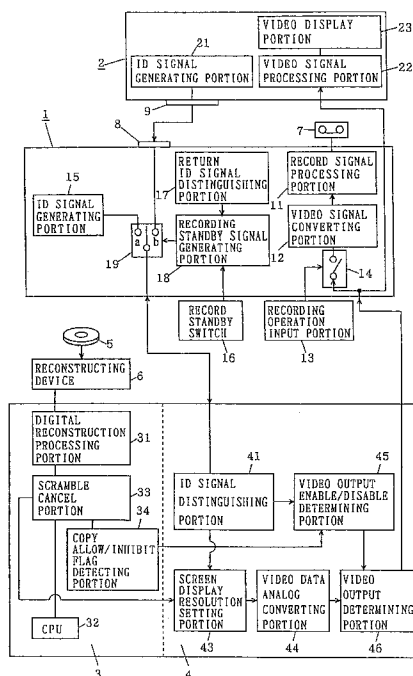 23
VIDEO DISPLAY
PORTION
21
2
ID SIGNAL
GENERATING PORTION
VIDEO SIGNAL
PROCESSING PORTION
22
9
1
8
7
15
ID SIGNAL
GENERATING
PORTION
17
RETURN
ID SIGNAL
DISTINGUISHING
PORTION
11
RECORD SIGNAL
PROCESSING
PORTION
a
b
19
RECORDING
STANDBY SIGNAL
GENERATING
PORTION
18
12
VIDEO SIGNAL
CONVERTING
PORTION
14
RECORD
STANDBY
SWITCH
16
RECORDING
OPERATION
INPUT PORTION
13
5
RECONSTRUCTING
DEVICE
6
DIGITAL
RECONSTRUCTION
PROCESSING
PORTION
31
SCRAMBLE
CANCEL PORTION
33
34
COPY
ALLOW/INHIBIT
FLAG
DETECTING
PORTION
CPU
32
41
ID SIGNAL
DISTINGUISHING
PORTION
45
VIDEO OUTPUT
ENABLE/DISABLE
DETERMINING
PORTION
SCREEN
DISPLAY
RESOLUTION
SETTING
PORTION
43
VIDEO DATA
ANALOG
CONVERTING
PORTION
44
VIDEO
OUTPUT
DETERMINING
PORTION
46
3
4